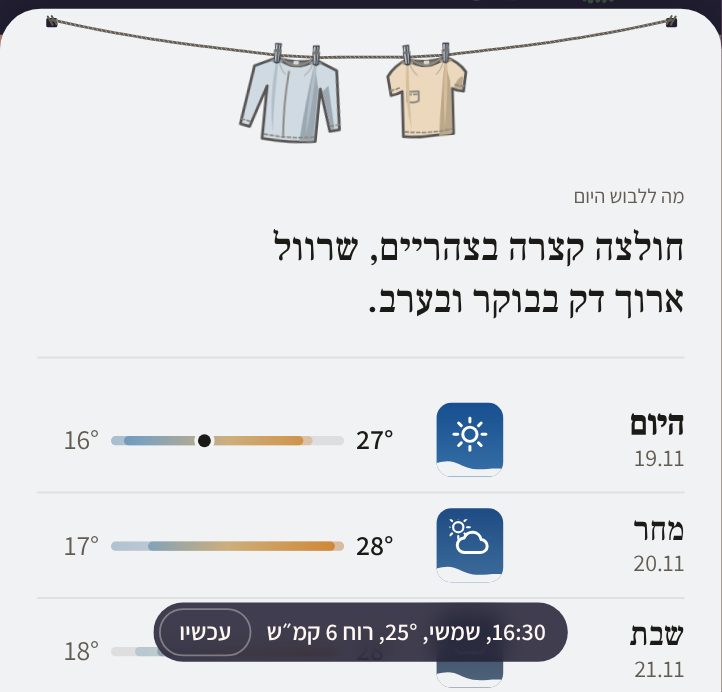 מה ללבוש היום
חולצה קצרה בצהריים, שרוול
ארוך דק בבוקר ובערב.
היום
19.11
27°
16°
מחר
20.11
28°
17°
שבת
21.11
28°
18°
16:30, שמשי, 25°, רוח 6 קמ״ש
עכשיו